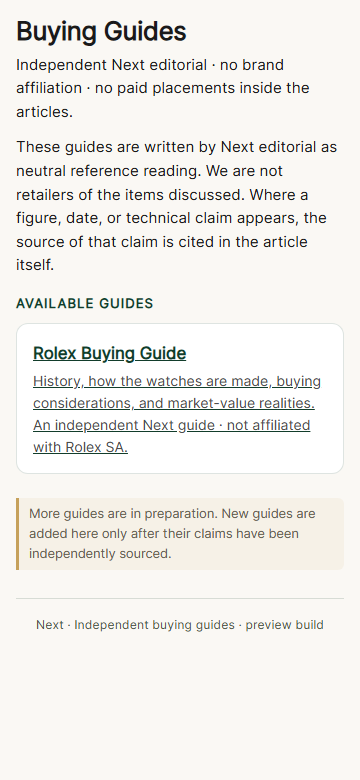 Buying Guides
Independent Next editorial · no brand
affiliation · no paid placements inside the
articles.
These guides are written by Next editorial as
neutral reference reading. We are not
retailers of the items discussed. Where a
figure, date, or technical claim appears, the
source of that claim is cited in the article
itself.
AVAILABLE GUIDES
Rolex Buying Guide
History, how the watches are made, buying
considerations, and market-value realities.
An independent Next guide · not affiliated
with Rolex SA.
More guides are in preparation. New guides are
added here only after their claims have been
independently sourced.
Next · Independent buying guides · preview build